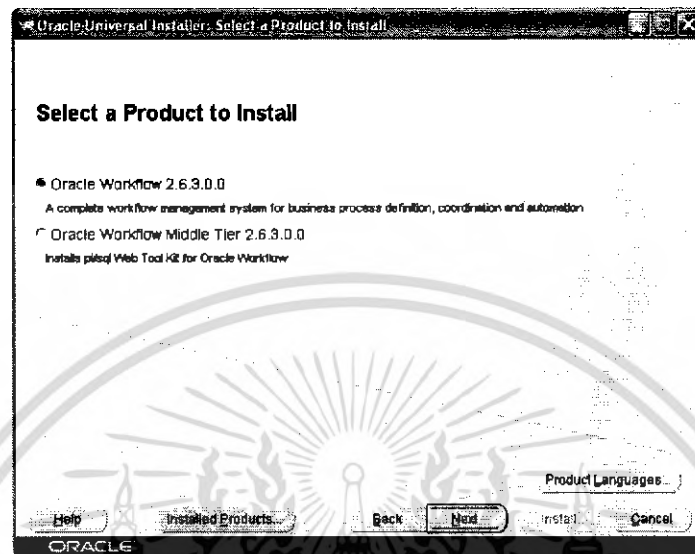 Oracle Universal Installer: Select a Product to Install
Select a Product to Install
Oracle Workflow 2.6.3.0.0
A complete workflow management system for business process definition, coordination and automation
Oracle Workflow Middle Tier 2.6.3.0.0
Installs pl/sql Web Tool Kit for Oracle Workflow
Product Languages...
Help
Installed Products...
Back
Next
Install
Cancel
ORACLE